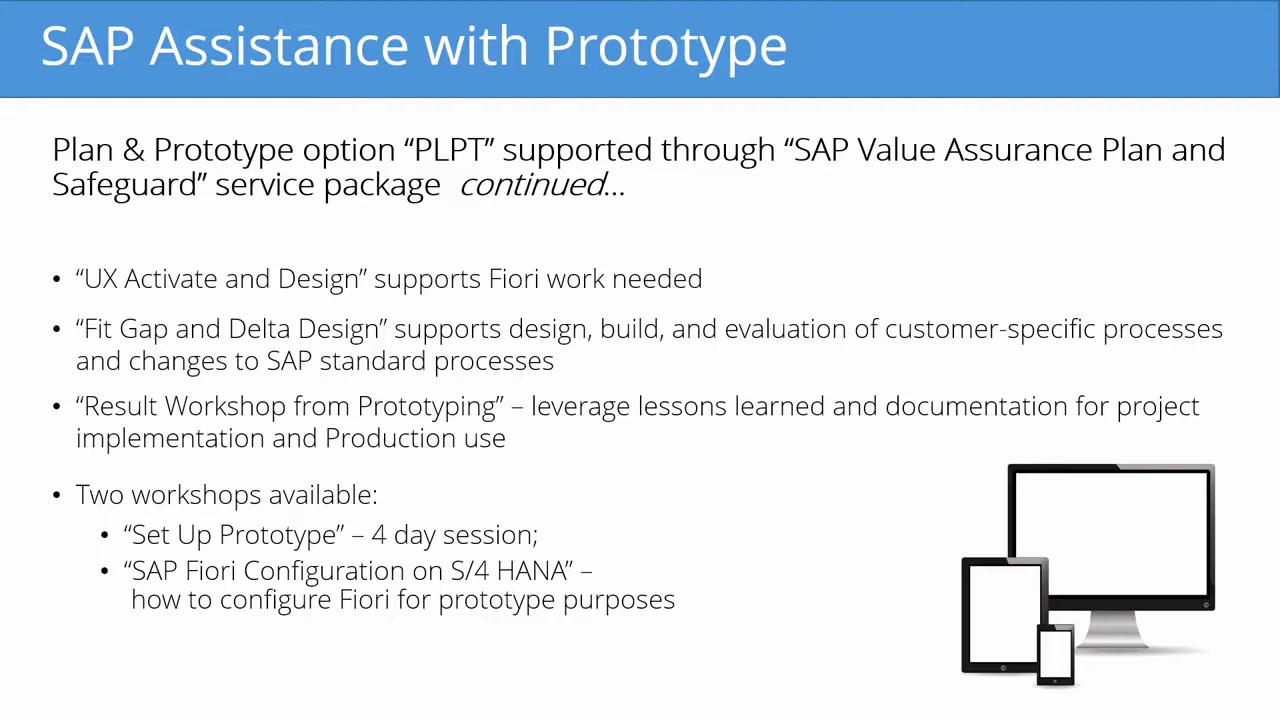 SAP Assistance with Prototype
Plan & Prototype option “PLPT” supported through “SAP Value Assurance Plan and
Safeguard” service package continued...
• “UX Activate and Design” supports Fiori work needed
• “Fit Gap and Delta Design” supports design, build, and evaluation of customer-specific processes
and changes to SAP standard processes
• “Result Workshop from Prototyping” – leverage lessons learned and documentation for project
implementation and Production use
• Two workshops available:
• “Set Up Prototype” – 4 day session;
• “SAP Fiori Configuration on S/4 HANA” –
how to configure Fiori for prototype purposes